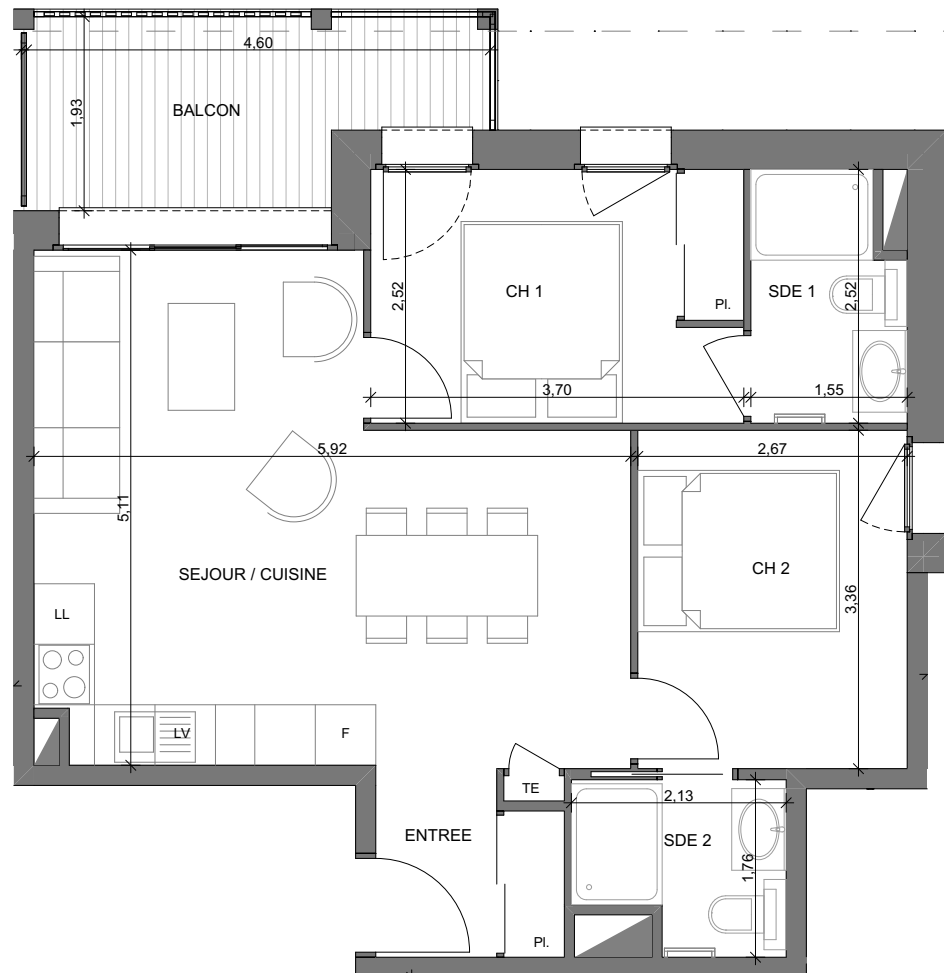 4,60
1,93
BALCON
2,52
CH 1
Pl.
SDE 1
2,52
3,70
1,55
5,92
2,67
5,11
SEJOUR / CUISINE
CH 2
3,36
LL
LV
F
TE
2,13
ENTREE
SDE 2
1,76
Pl.